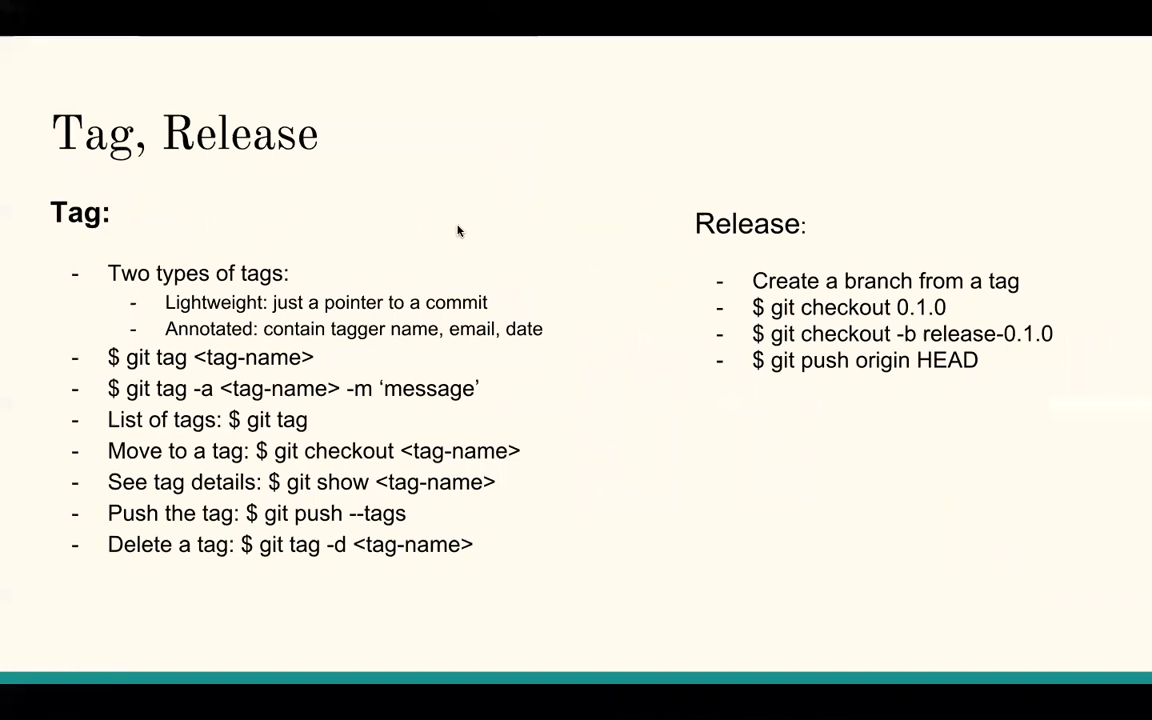 Tag, Release
Tag:
- Two types of tags:
- Lightweight: just a pointer to a commit
- Annotated: contain tagger name, email, date
- $ git tag <tag-name>
- $ git tag -a <tag-name> -m ‘message’
- List of tags: $ git tag
- Move to a tag: $ git checkout <tag-name>
- See tag details: $ git show <tag-name>
- Push the tag: $ git push --tags
- Delete a tag: $ git tag -d <tag-name>
Release:
- Create a branch from a tag
- $ git checkout 0.1.0
- $ git checkout -b release-0.1.0
- $ git push origin HEAD